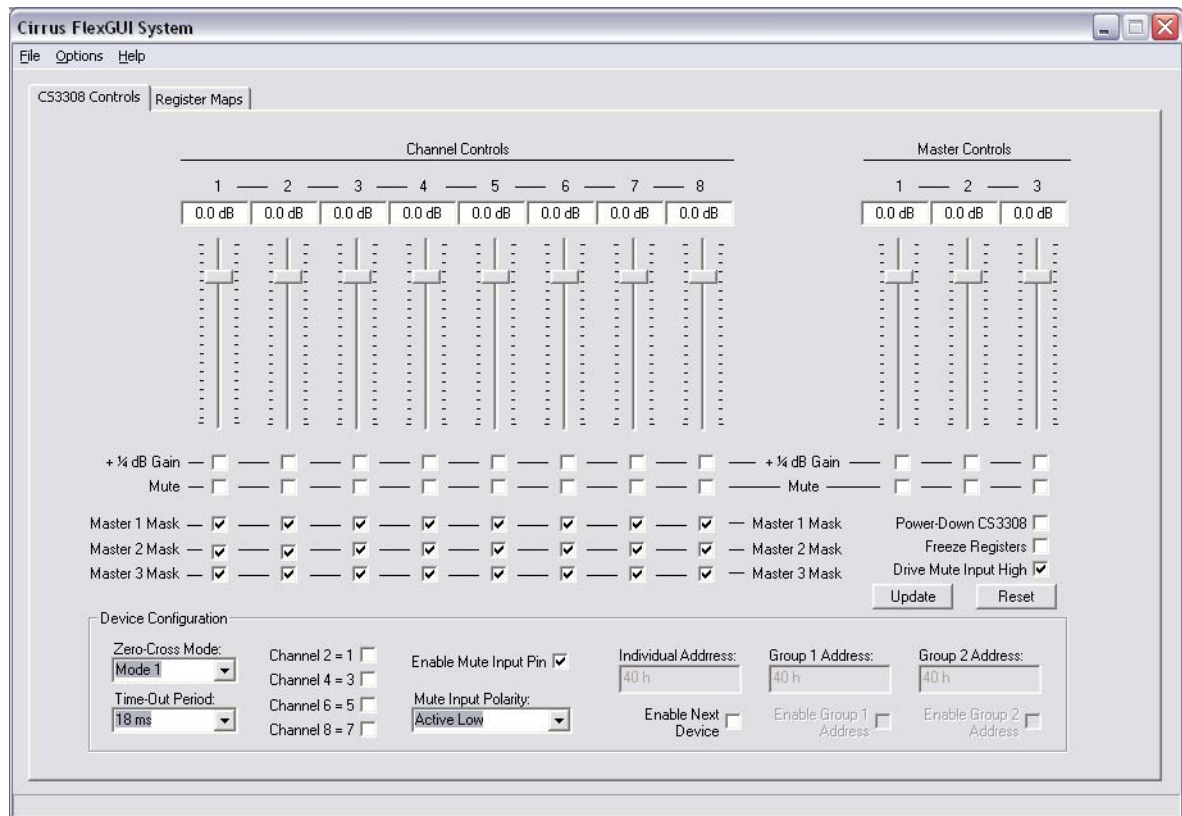 Cirrus FlexGUI System
File Options Help
CS3308 Controls Register Maps
Channel Controls Master Controls
1 2 3 4 5 6 7 8 1 2 3
0.0 dB 0.0 dB 0.0 dB 0.0 dB 0.0 dB 0.0 dB 0.0 dB 0.0 dB 0.0 dB 0.0 dB 0.0 dB
+ ¼ dB Gain + ¼ dB Gain
Mute Mute
Master 1 Mask Master 1 Mask Power-Down CS3308
Master 2 Mask Master 2 Mask Freeze Registers
Master 3 Mask Master 3 Mask Drive Mute Input High
Update Reset
Device Configuration
Zero-Cross Mode:
Mode 1
Time-Out Period:
18 ms
Channel 2 = 1
Channel 4 = 3
Channel 6 = 5
Channel 8 = 7
Enable Mute Input Pin
Mute Input Polarity:
Active Low
Individual Addrress:
40 h
Enable Next
Device
Group 1 Address:
40 h
Enable Group 1
Address
Group 2 Address:
40 h
Enable Group 2
Address